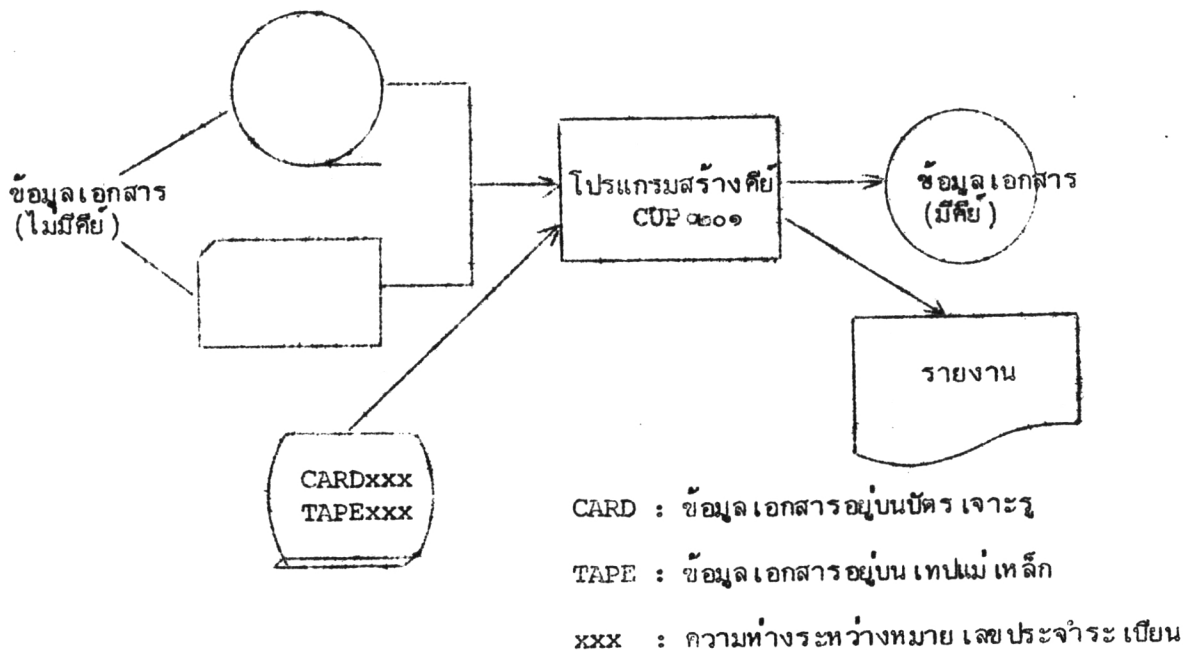 ข้อมูลเอกสาร
(ไม่มีคีย์)
โปรแกรมสร้างคีย์
CUP ๑๒๐๑
ข้อมูลเอกสาร
(มีคีย์)
รายงาน
CARDxxx
TAPExxx
CARD : ข้อมูลเอกสารอยู่บนบัตรเจาะรู
TAPE : ข้อมูลเอกสารอยู่บนเทปแม่เหล็ก
xxx : ความห่างระหว่างหมายเลขประจำระเบียน